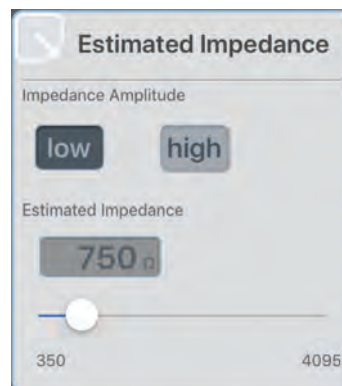 Estimated Impedance
Impedance Amplitude
low high
Estimated Impedance
750 Ω
350 4095